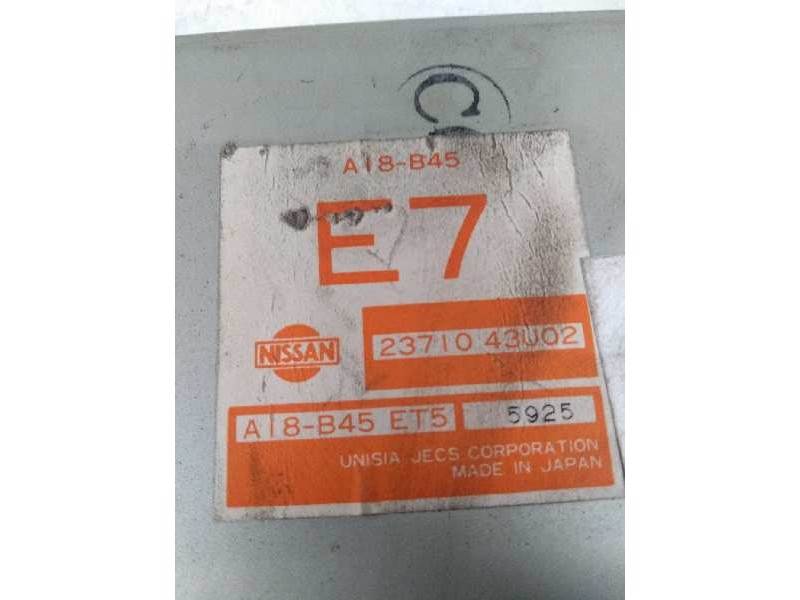 A18-B45
E7
NISSAN
23710 43U02
A18-B45 ET5 5925
UNISIA JECS CORPORATION
MADE IN JAPAN